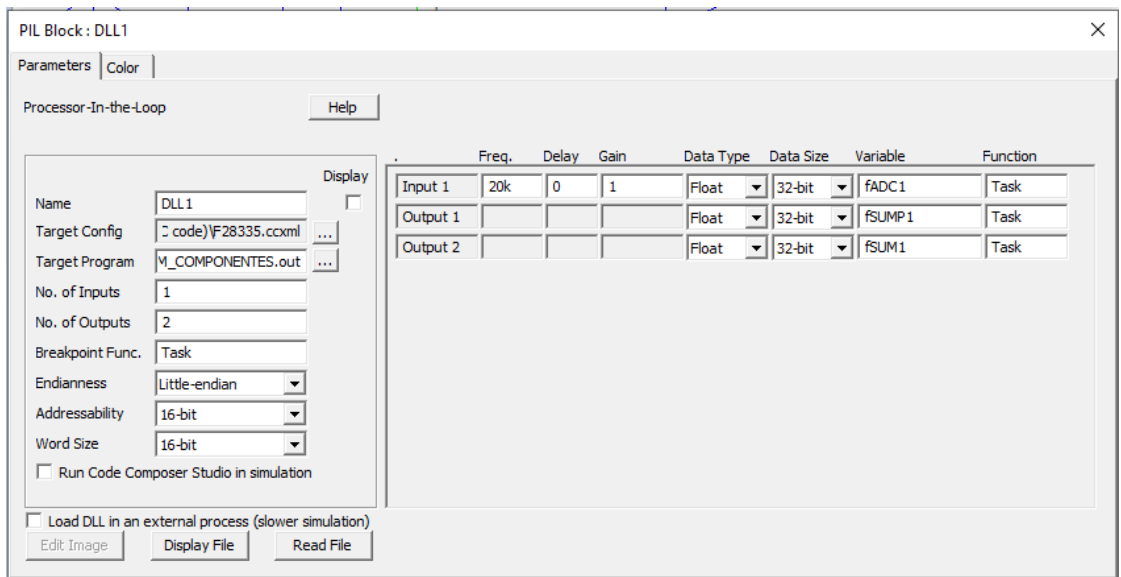 PIL Block : DLL1
Parameters Color
Processor-In-the-Loop Help
. Freq. Delay Gain Data Type Data Size Variable Function
Display
Input 1 20k 0 1 Float 32-bit fADC1 Task
Name DLL1
Output 1 Float 32-bit fSUMP1 Task
Target Config code)\F28335.ccxml ...
Output 2 Float 32-bit fSUM1 Task
Target Program M_COMPONENTES.out ...
No. of Inputs 1
No. of Outputs 2
Breakpoint Func. Task
Endianness Little-endian
Addressability 16-bit
Word Size 16-bit
Run Code Composer Studio in simulation
Load DLL in an external process (slower simulation)
Edit Image Display File Read File